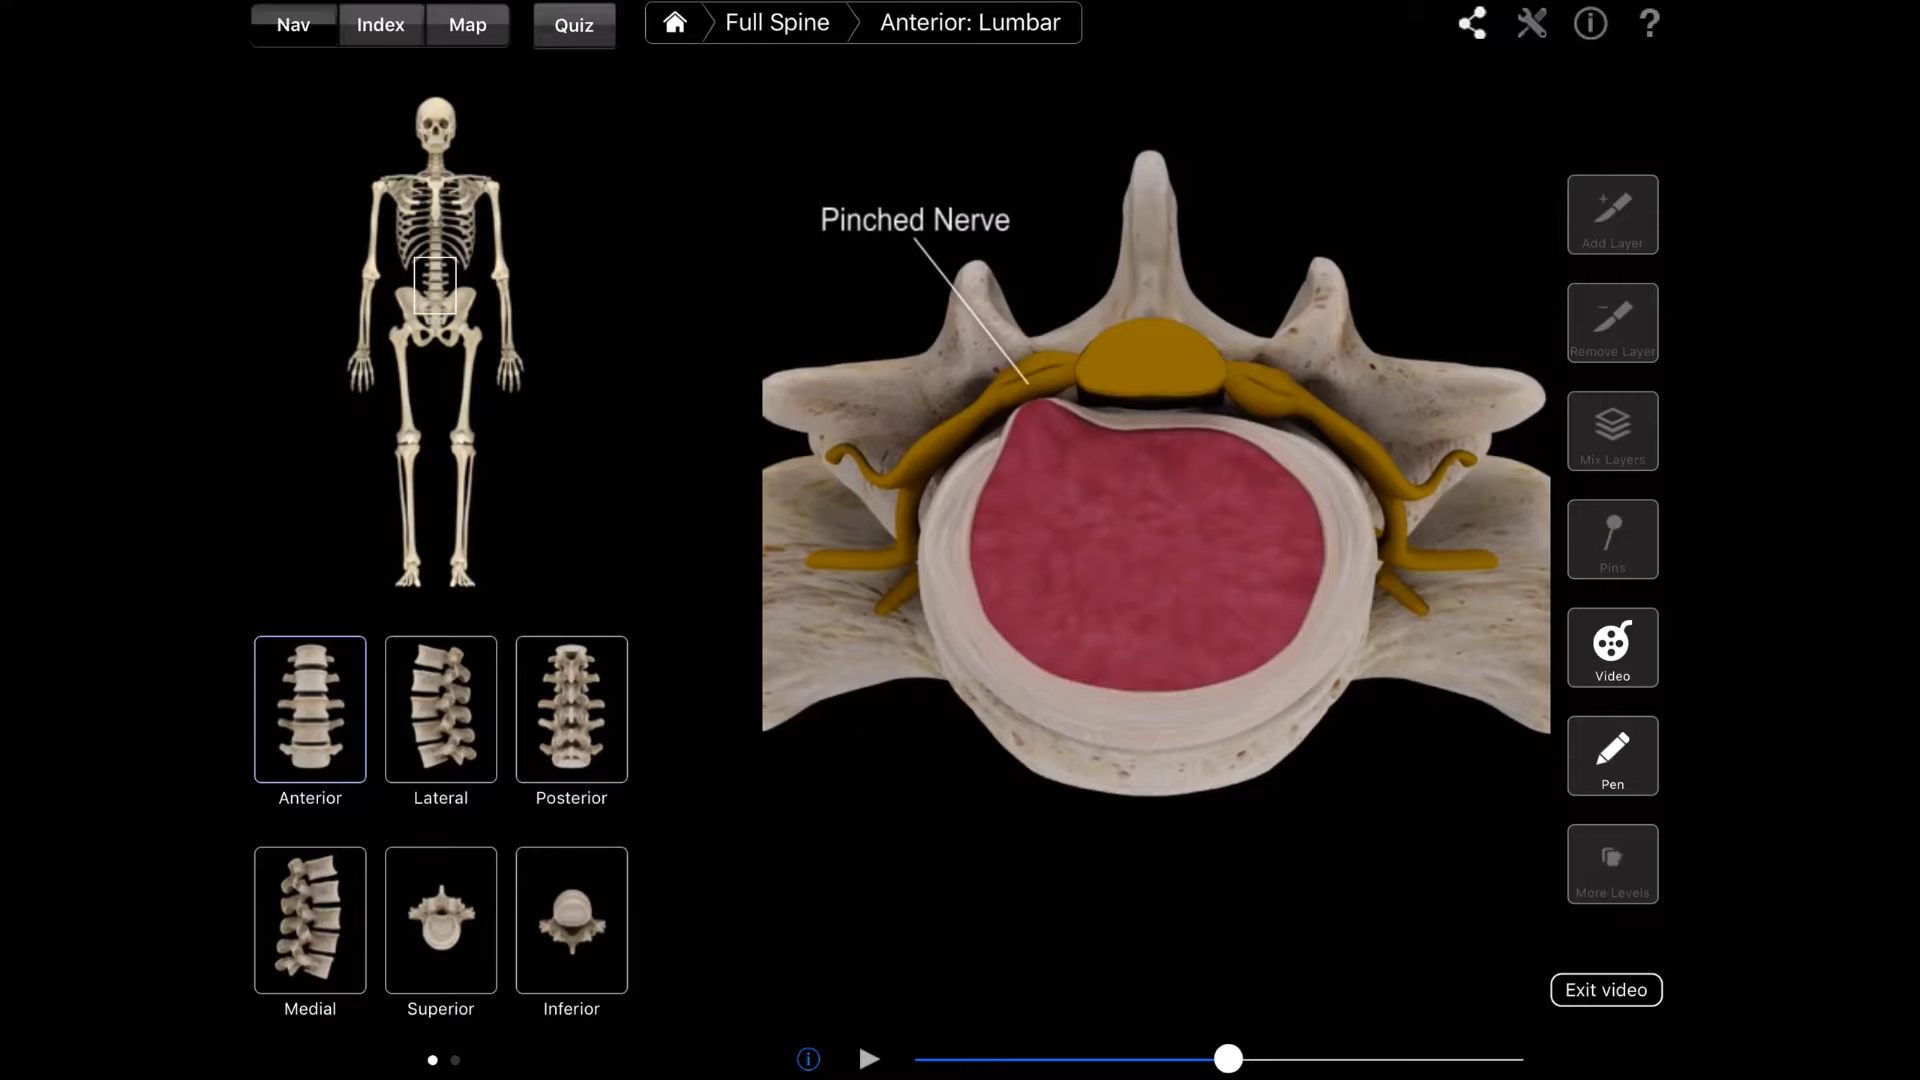 Nav Index Map Quiz Full Spine Anterior: Lumbar
Pinched Nerve
Add Layer
Remove Layer
Mix Layers
Pins
Video
Pen
More Levels
Anterior Lateral Posterior
Medial Superior Inferior
Exit video